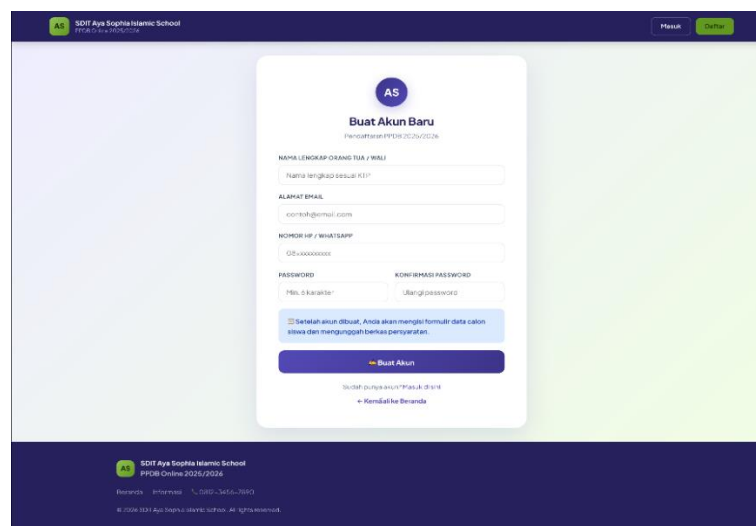 AS
SDIT Aya Sophia Islamic School
PPDB Online 2025/2026
Masuk
Daftar
AS
Buat Akun Baru
Pendaftaran PPDB 2025/2026
NAMA LENGKAP ORANG TUA / WALI
Nama lengkap sesuai KTP
ALAMAT EMAIL
contoh@email.com
NOMOR HP / WHATSAPP
08xxxxxxxxxx
PASSWORD
KONFIRMASI PASSWORD
Min. 6 karakter
Ulangi password
Setelah akun dibuat, Anda akan mengisi formulir data calon
siswa dan mengunggah berkas persyaratan.
Buat Akun
Sudah punya akun? Masuk di sini
← Kembali ke Beranda
AS
SDIT Aya Sophia Islamic School
PPDB Online 2025/2026
Beranda Informasi 0812-3456-7890
© 2026 SDIT Aya Sophia Islamic School. All rights reserved.